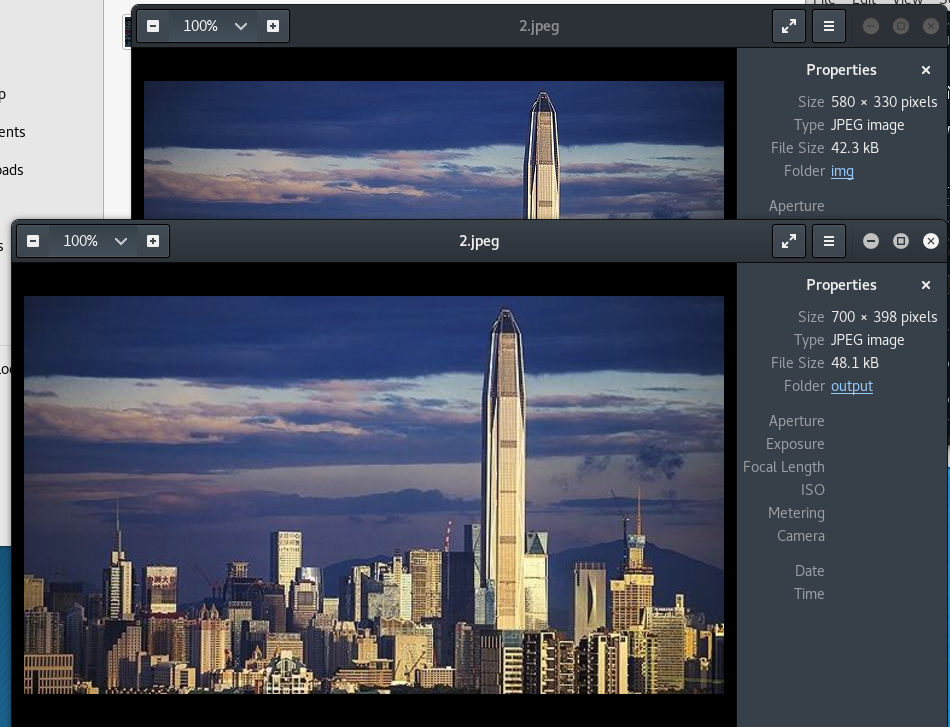 File Edit View
100%
2.jpeg
Properties
Size 580 × 330 pixels
Type JPEG image
File Size 42.3 kB
Folder img
Aperture
p
ents
oads
s
100%
2.jpeg
Properties
Size 700 × 398 pixels
Type JPEG image
File Size 48.1 kB
Folder output
Aperture
Exposure
Focal Length
ISO
Metering
Camera
Date
Time